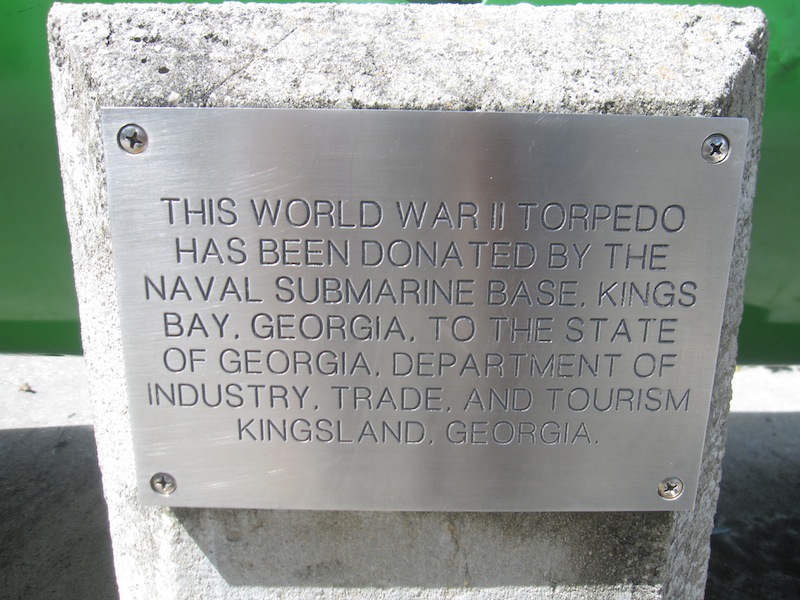 THIS WORLD WAR II TORPEDO
HAS BEEN DONATED BY THE
NAVAL SUBMARINE BASE, KINGS
BAY, GEORGIA, TO THE STATE
OF GEORGIA, DEPARTMENT OF
INDUSTRY, TRADE, AND TOURISM
KINGSLAND, GEORGIA.